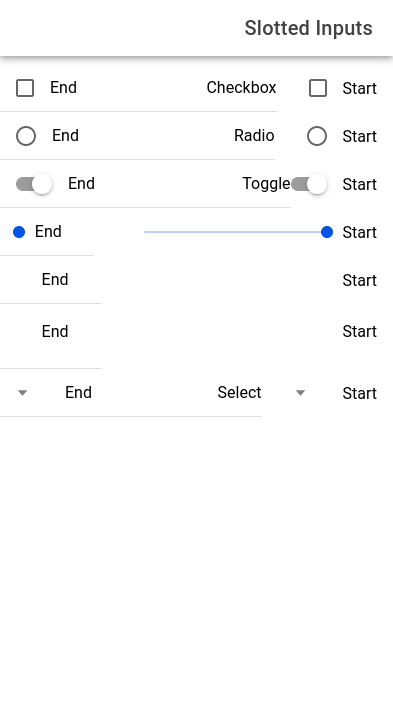 Slotted Inputs
End Checkbox Start
End Radio Start
End Toggle Start
End Start
End Start
End Start
End Select Start